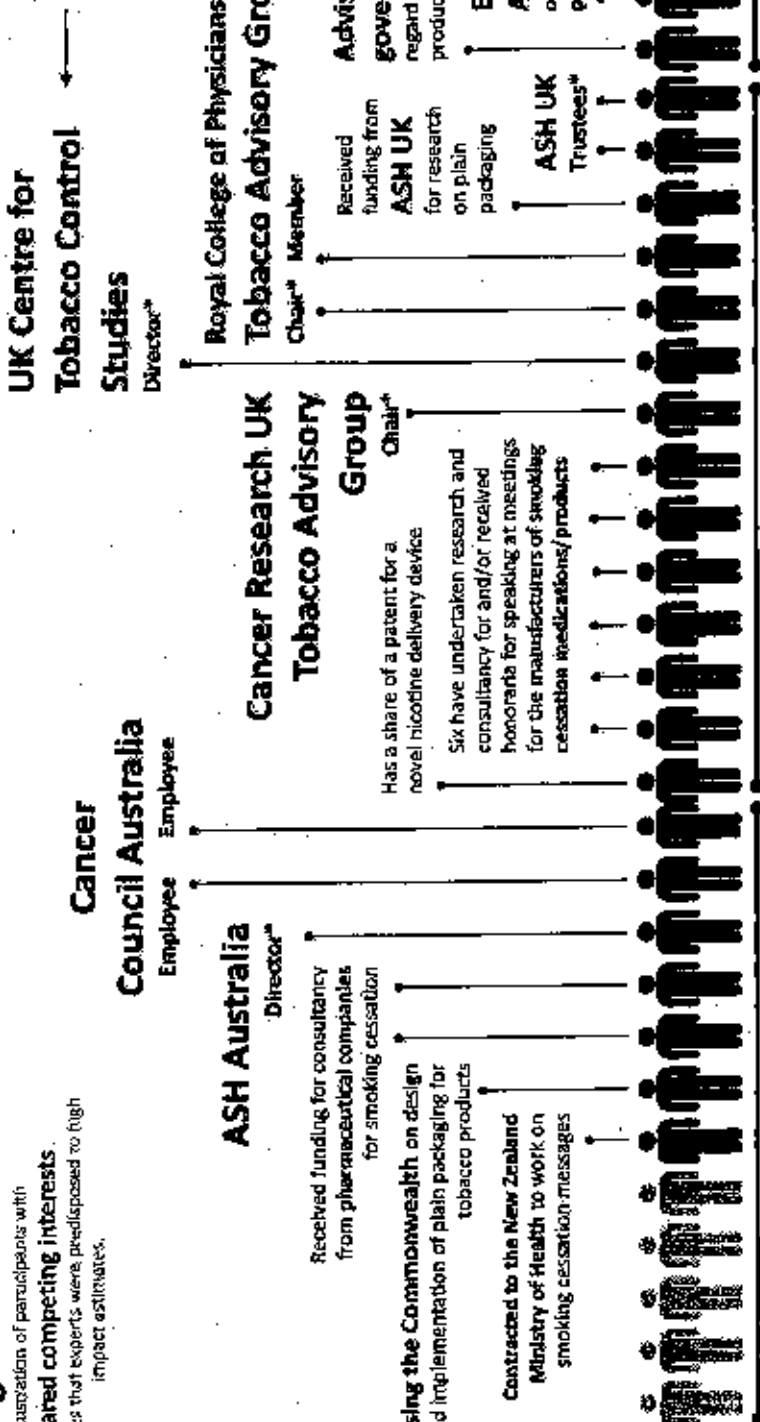 ustration of participants with
ared competing interests
s that experts were predisposed to high
impact estimates.
sing the Commonwealth on design
d implementation of plain packaging for
tobacco products
Contracted to the New Zealand
Ministry of Health to work on
smoking cessation messages
Received funding for consultancy
from pharmaceutical companies
for smoking cessation
ASH Australia
Director*
Cancer
Council Australia
Employee Employee
Has a share of a patent for a
novel nicotine delivery device
Six have undertaken research and
consultancy for and/or received
honoraria for speaking at meetings
for the manufacturers of smoking
cessation medications/products
Cancer Research UK
Tobacco Advisory
Group
Chair*
UK Centre for
Tobacco Control
Studies
Director*
Royal College of Physicians
Tobacco Advisory Gro
Chair* Member
Received
funding from
ASH UK
for research
on plain
packaging
ASH UK
Trustees*
Advis
gove
regard
produc